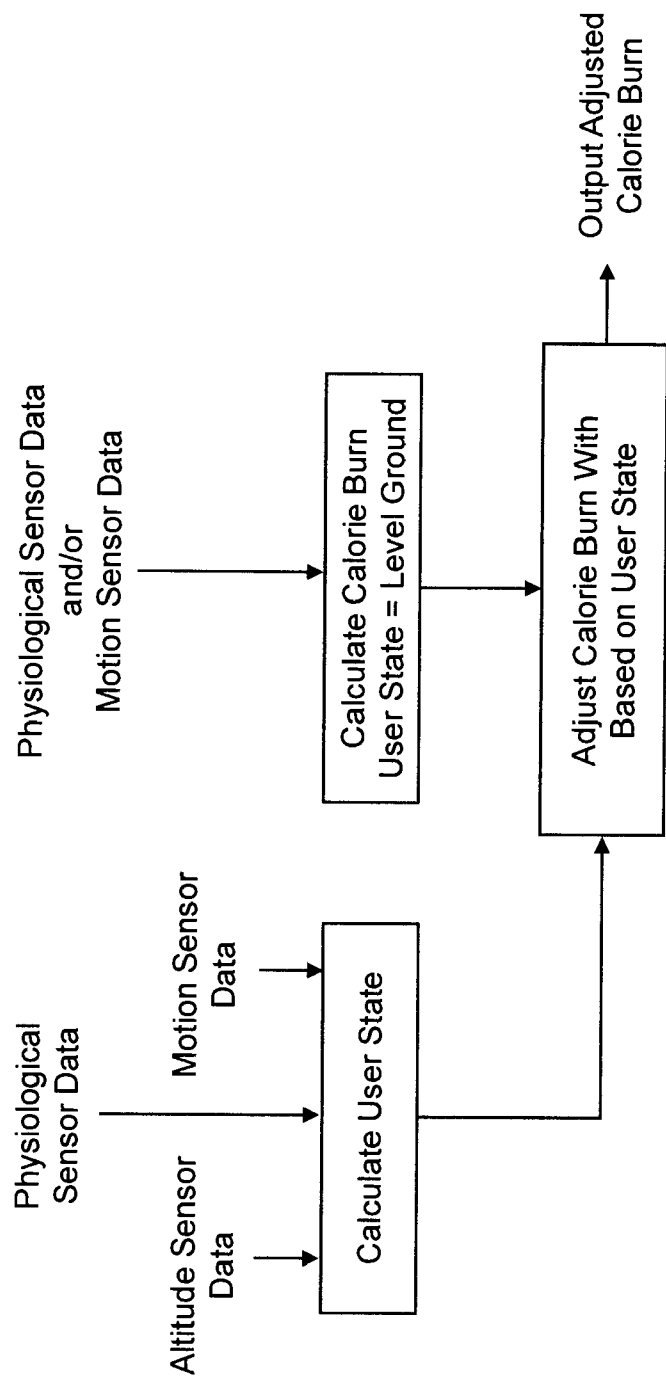 Physiological
Sensor Data
Altitude Sensor
Data
Motion Sensor
Data
Calculate User State
Physiological Sensor Data
and/or
Motion Sensor Data
Calculate Calorie Burn
User State = Level Ground
Adjust Calorie Burn With
Based on User State
Output Adjusted
Calorie Burn